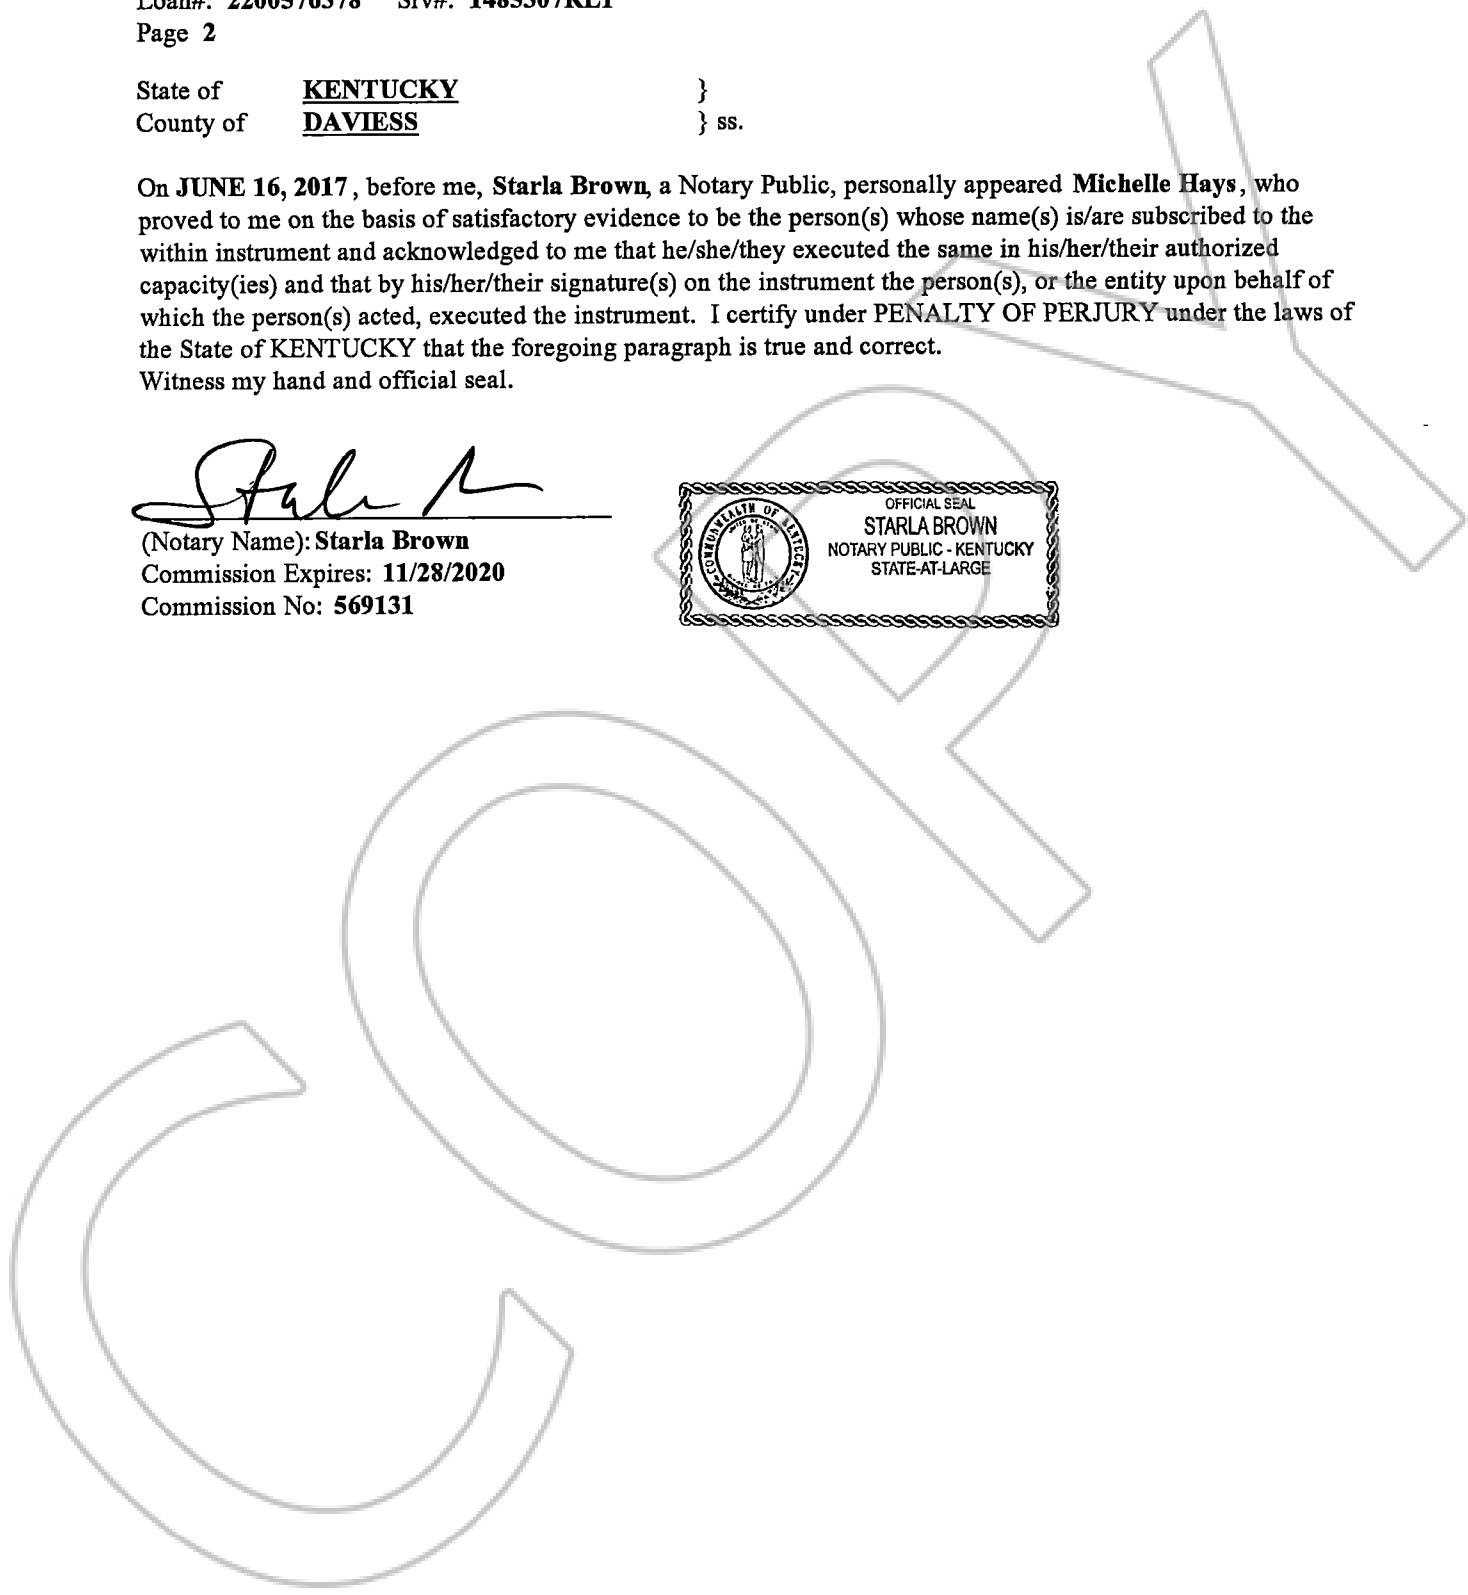 Page 2
State of KENTUCKY }
County of DAVIESS } ss.
On JUNE 16, 2017, before me, Starla Brown, a Notary Public, personally appeared Michelle Hays, who
proved to me on the basis of satisfactory evidence to be the person(s) whose name(s) is/are subscribed to the
within instrument and acknowledged to me that he/she/they executed the same in his/her/their authorized
capacity(ies) and that by his/her/their signature(s) on the instrument the person(s), or the entity upon behalf of
which the person(s) acted, executed the instrument. I certify under PENALTY OF PERJURY under the laws of
the State of KENTUCKY that the foregoing paragraph is true and correct.
Witness my hand and official seal.
(Notary Name): Starla Brown
Commission Expires: 11/28/2020
Commission No: 569131
COMMONWEALTH OF KENTUCKY
OFFICIAL SEAL
STARLA BROWN
NOTARY PUBLIC - KENTUCKY
STATE-AT-LARGE
COPY